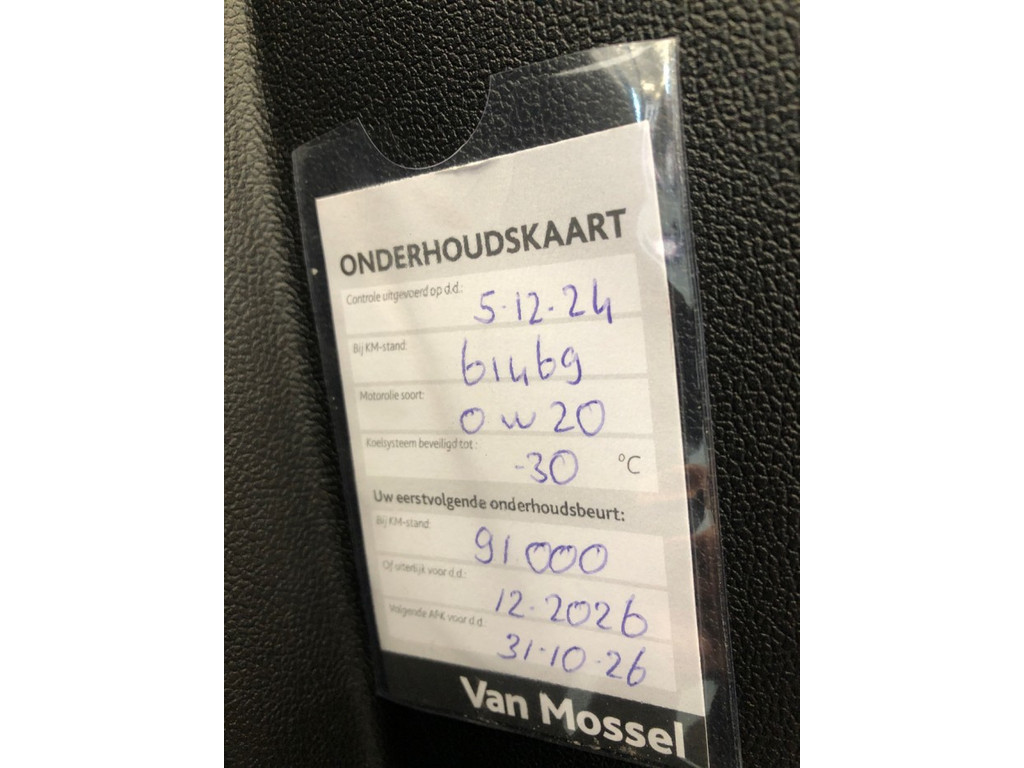 ONDERHOUDSKAART
Controle uitgevoerd op d.d.: 5-12-24
Bij KM-stand: 61469
Motorolie soort: 0 w 20
Koelsysteem beveiligd tot: -30 °C
Uw eerstvolgende onderhoudsbeurt:
Bij KM-stand: 91.000
Of uiterlijk voor d.d.: 12-2026
Volgende APK voor d.d.: 31-10-26
Van Mossel